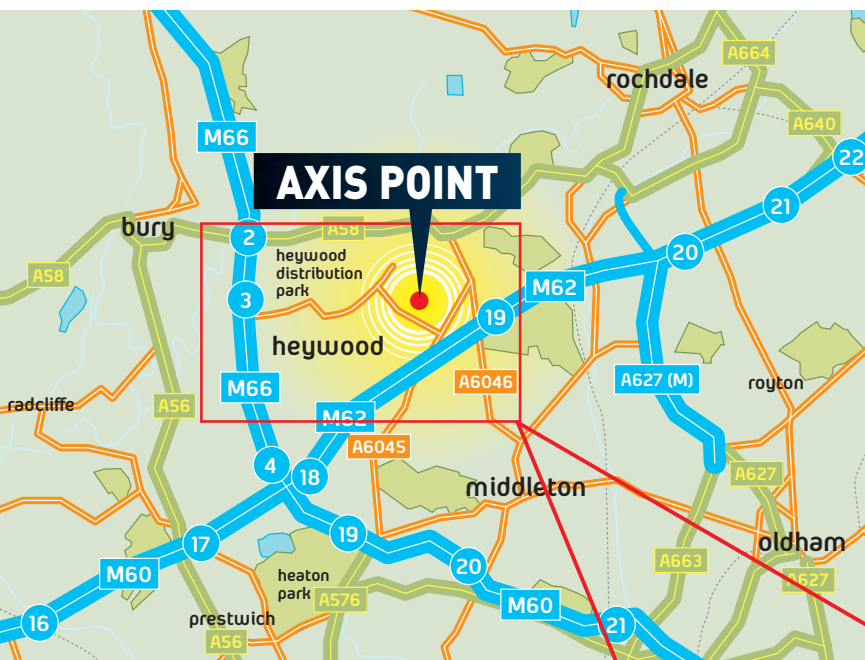 rochdale
A664
A640
M66
22
AXIS POINT
21
bury
2
A58
20
A58
heywood
distribution
park
M62
3
19
heywood
A6046
A627 (M)
royton
M66
radcliffe
A56
M62
A6045
4
18
A627
middleton
19
17
oldham
A663
20
M60
heaton
park
A627
A576
M60
prestwich
16
21
A56